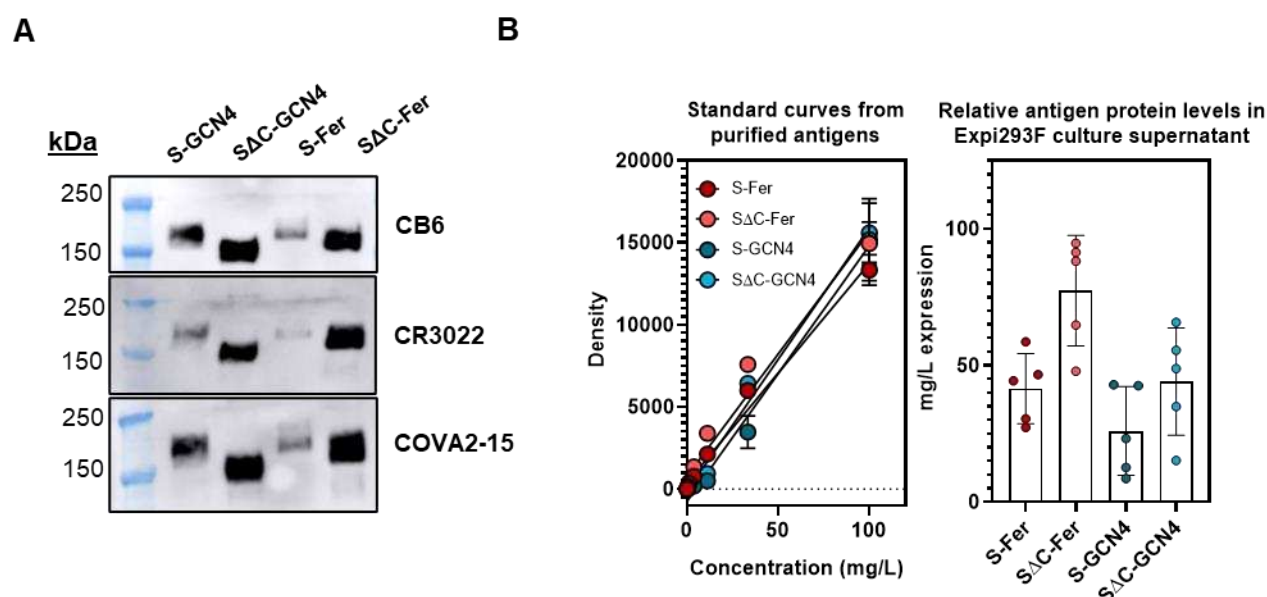 A
B
kDa
S-GCN4
SΔC-GCN4
S-Fer
SΔC-Fer
250
150
CB6
250
150
CR3022
250
150
COVA2-15
Standard curves from
purified antigens
20000
15000
10000
5000
0
Density
S-Fer
SΔC-Fer
S-GCN4
SΔC-GCN4
0
50
100
Concentration (mg/L)
Relative antigen protein levels in
Expi293F culture supernatant
100
50
0
mg/L expression
S-Fer
SΔC-Fer
S-GCN4
SΔC-GCN4